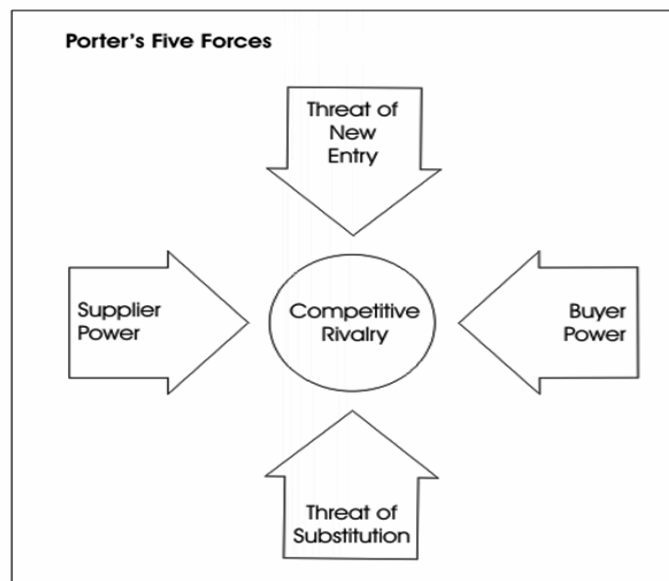 Porter's Five Forces
Threat of
New
Entry
Supplier
Power
Competitive
Rivalry
Buyer
Power
Threat of
Substitution